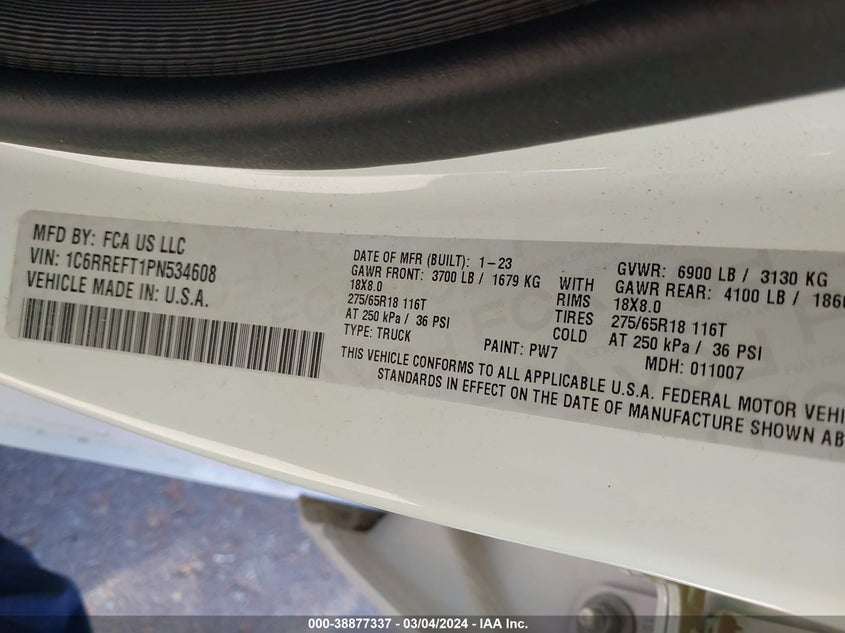 MFD BY: FCA US LLC
VIN: 1C6RREFT1PN534608
VEHICLE MADE IN: U.S.A.
DATE OF MFR (BUILT): 1-23
GVWR: 6900 LB / 3130 KG
GAWR FRONT: 3700 LB / 1679 KG WITH GAWR REAR: 4100 LB /
18X8.0 RIMS 18X8.0
275/65R18 116T TIRES 275/65R18 116T
AT 250 kPa / 36 PSI COLD AT 250 kPa / 36 PSI
TYPE: TRUCK PAINT: PW7 MDH: 011007
THIS VEHICLE CONFORMS TO ALL APPLICABLE U.S.A. FEDERAL MOTOR
STANDARDS IN EFFECT ON THE DATE OF MANUFACTURE SHOWN
000-38877337 - 03/04/2024 - IAA Inc.